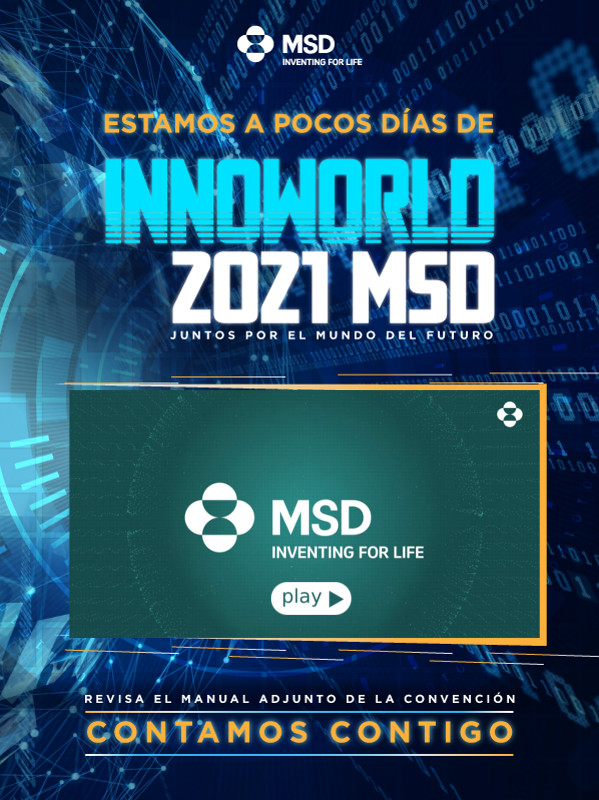 MSD
INVENTING FOR LIFE
ESTAMOS A POCOS DÍAS DE
INNOWORLD
2021 MSD
JUNTOS POR EL MUNDO DEL FUTURO
MSD
INVENTING FOR LIFE
play
REVISA EL MANUAL ADJUNTO DE LA CONVENCIÓN
CONTAMOS CONTIGO